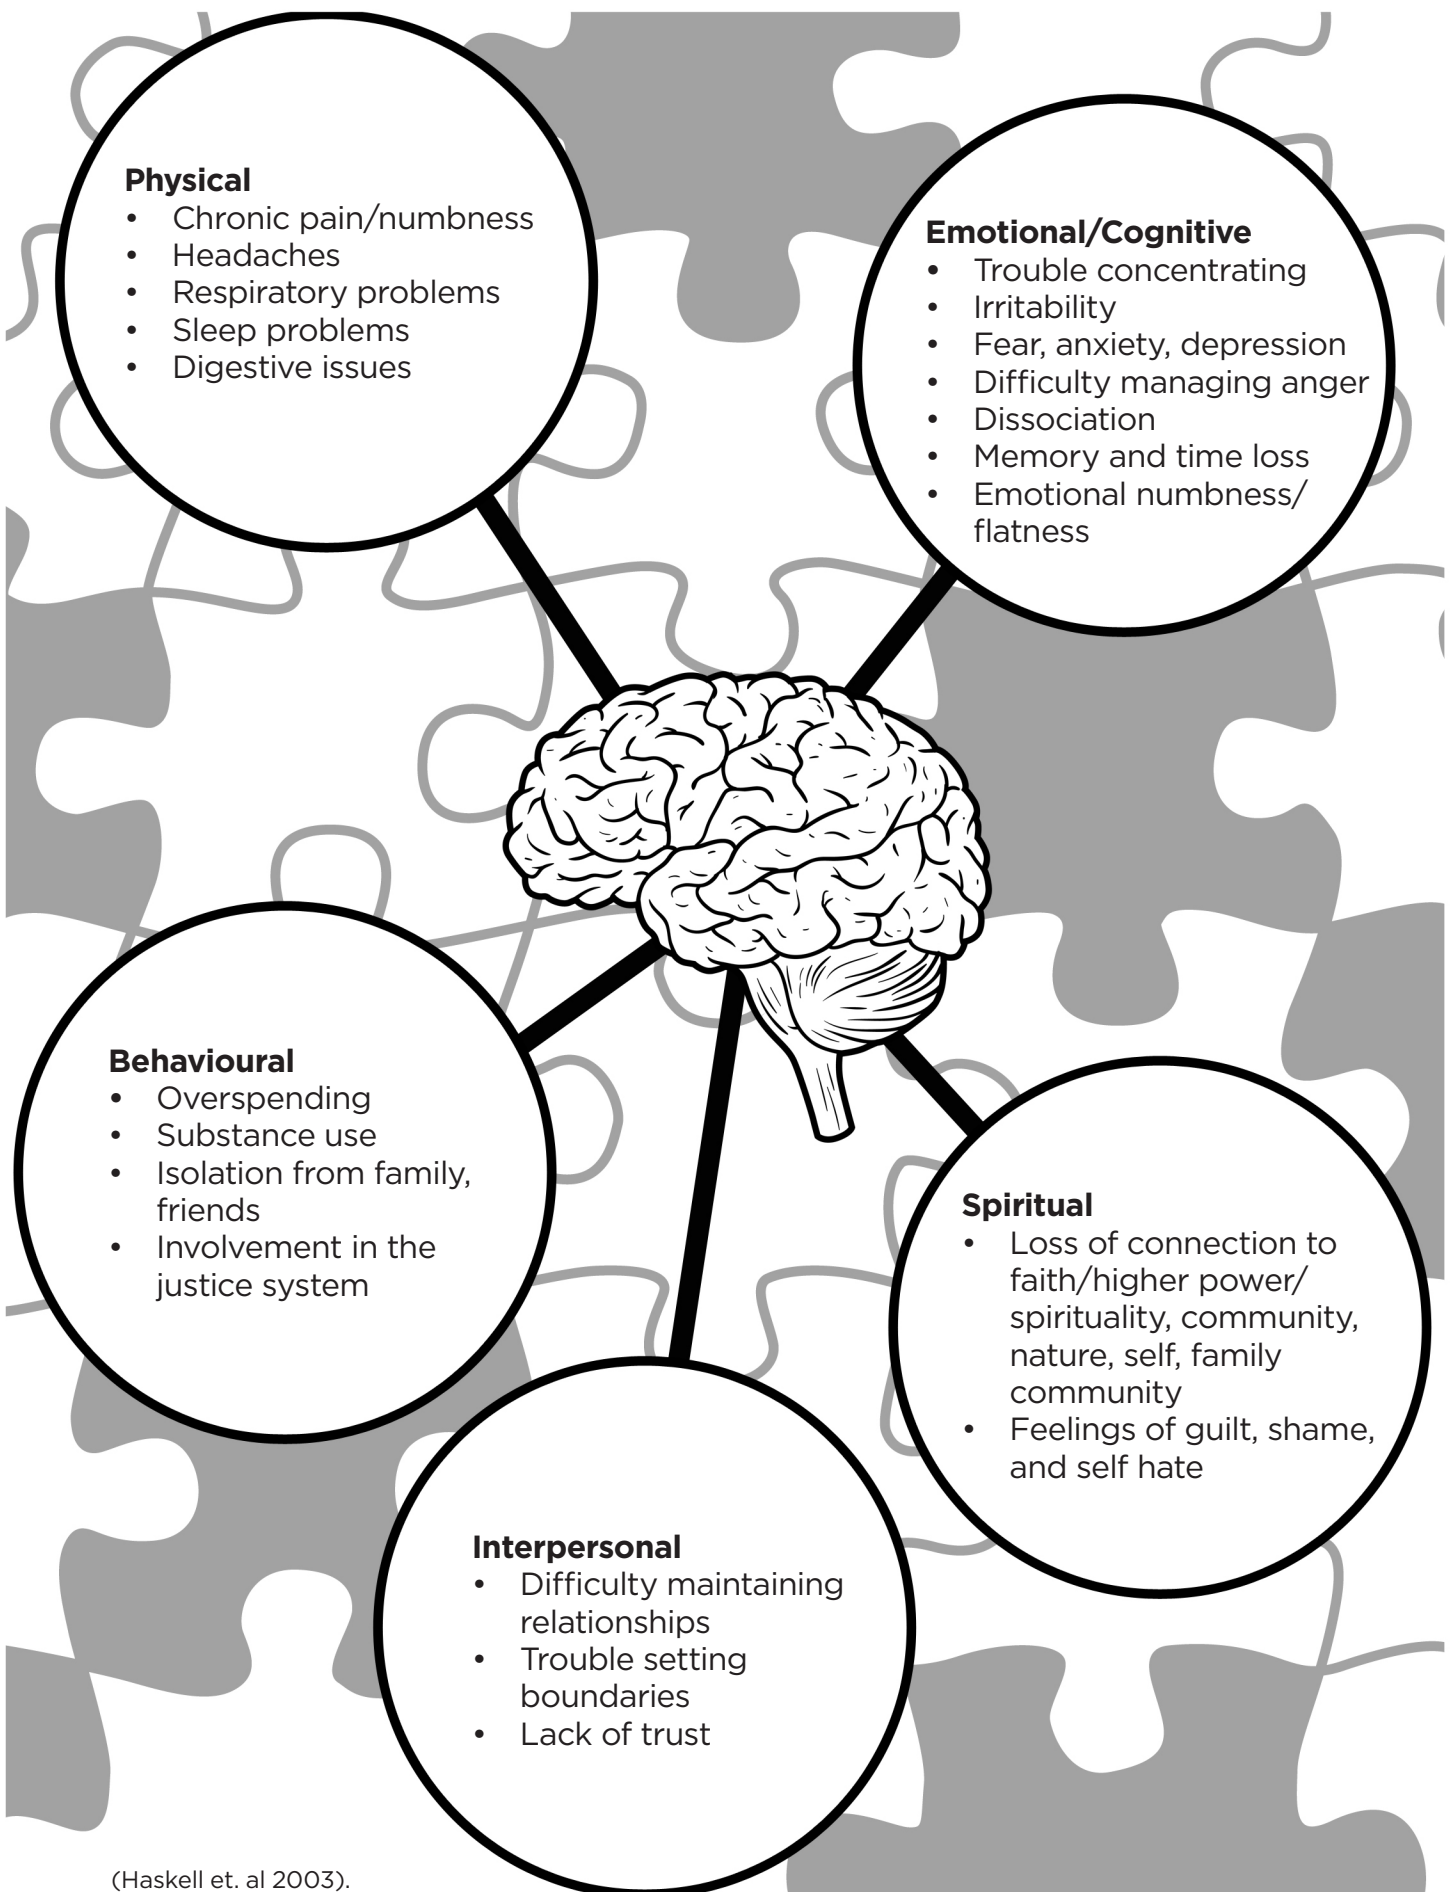 Physical
• Chronic pain/numbness
• Headaches
• Respiratory problems
• Sleep problems
• Digestive issues
Emotional/Cognitive
• Trouble concentrating
• Irritability
• Fear, anxiety, depression
• Difficulty managing anger
• Dissociation
• Memory and time loss
• Emotional numbness/
flatness
Behavioural
• Overspending
• Substance use
• Isolation from family,
friends
• Involvement in the
justice system
Spiritual
• Loss of connection to
faith/higher power/
spirituality, community,
nature, self, family
community
• Feelings of guilt, shame,
and self hate
Interpersonal
• Difficulty maintaining
relationships
• Trouble setting
boundaries
• Lack of trust
(Haskell et. al 2003).